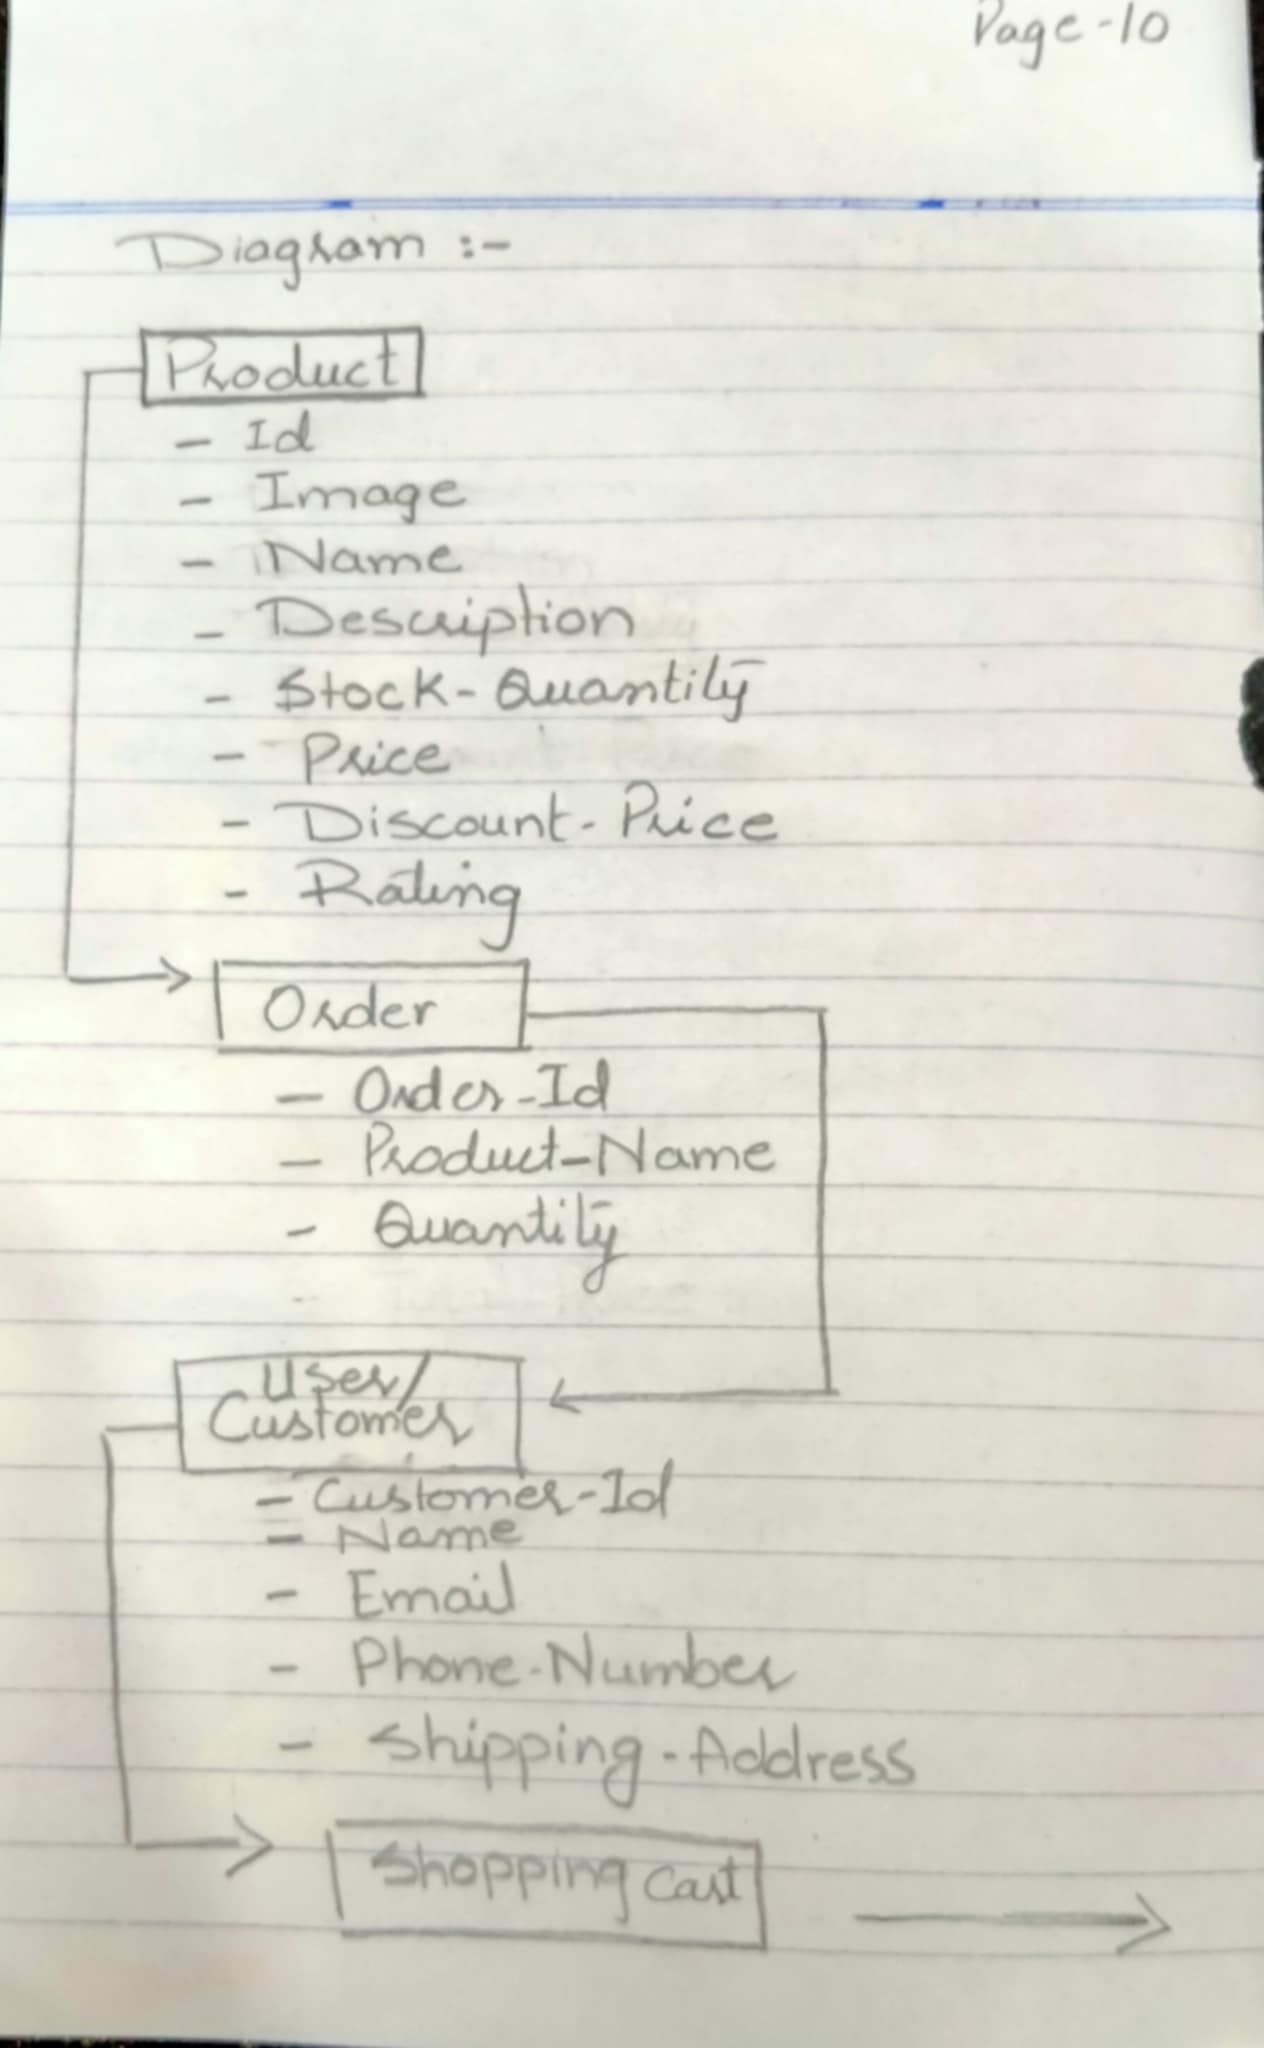 Page-10
Diagram :-
Product
- Id
- Image
- Name
- Description
- Stock-Quantity
- Price
- Discount-Price
- Rating
Order
- Order-Id
- Product-Name
- Quantity
User/
Customer
- Customer-Id
- Name
- Email
- Phone-Number
- Shipping-Address
Shopping Cart